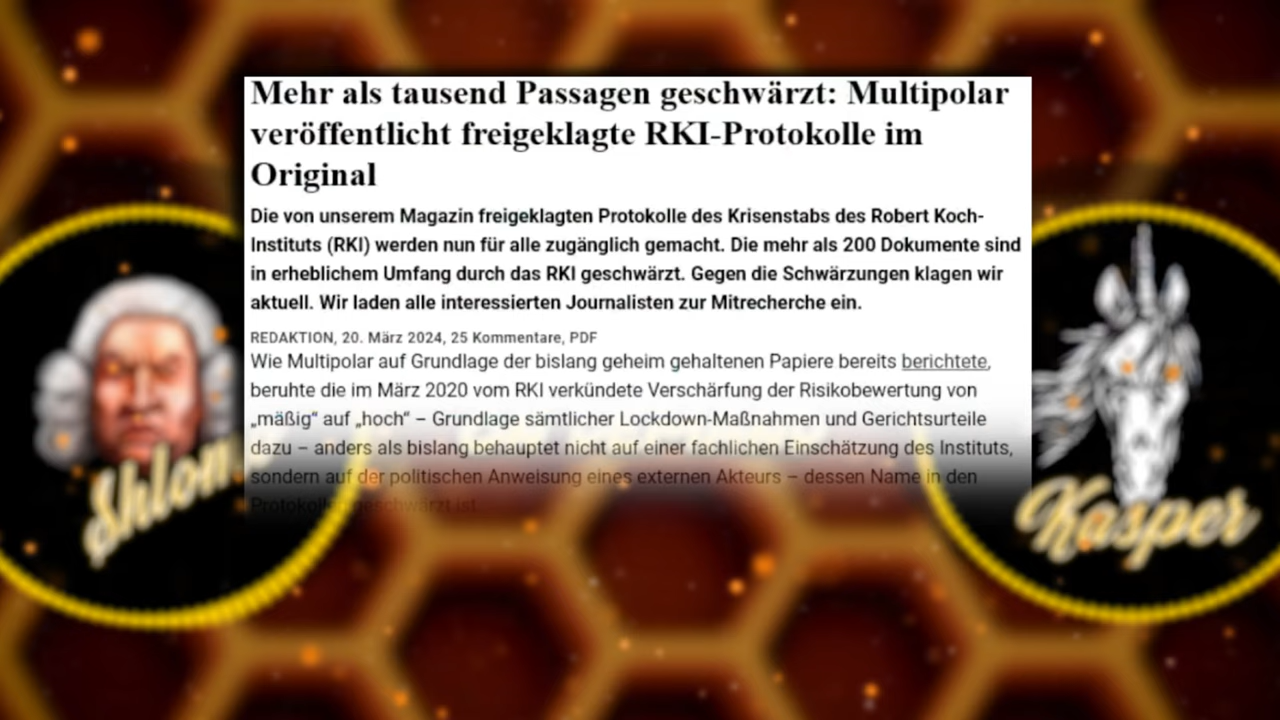 Mehr als tausend Passagen geschwärzt: Multipolar
veröffentlicht freigeklagte RKI-Protokolle im
Original
Die von unserem Magazin freigeklagten Protokolle des Krisenstabs des Robert Koch-
Instituts (RKI) werden nun für alle zugänglich gemacht. Die mehr als 200 Dokumente sind
in erheblichem Umfang durch das RKI geschwärzt. Gegen die Schwärzungen klagen wir
aktuell. Wir laden alle interessierten Journalisten zur Mitrecherche ein.
REDAKTION, 20. März 2024, 25 Kommentare, PDF
Wie Multipolar auf Grundlage der bislang geheim gehaltenen Papiere bereits berichtete,
beruhte die im März 2020 vom RKI verkündete Verschärfung der Risikobewertung von
„mäßig“ auf „hoch“ – Grundlage sämtlicher Lockdown-Maßnahmen und Gerichtsurteile
dazu – anders als bislang behauptet nicht auf einer fachlichen Einschätzung des Instituts,
sondern auf der politischen Anweisung eines externen Akteurs – dessen Name in den
Protokollen geschwärzt ist
Kasper